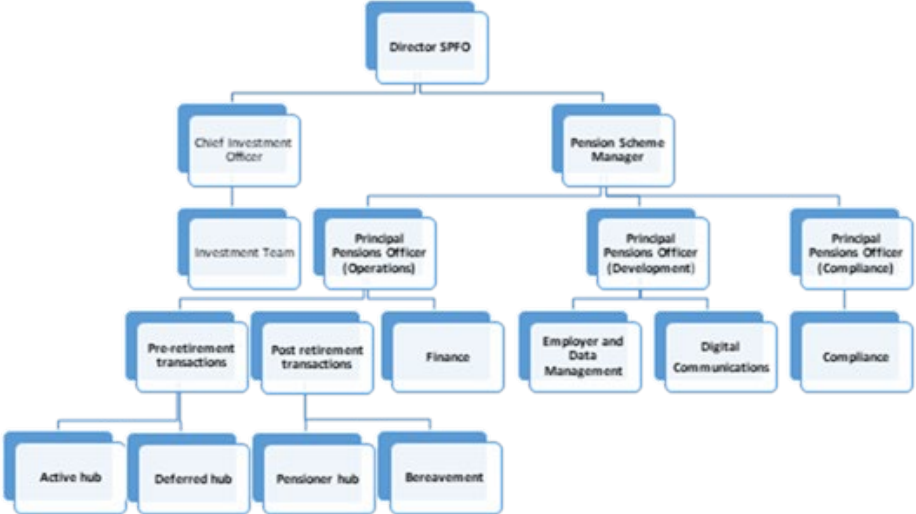 Director SPFO
Chief Investment
Officer
Pension Scheme
Manager
Investment Team
Principal
Pensions Officer
(Operations)
Principal
Pensions Officer
(Development)
Principal
Pensions Officer
(Compliance)
Pre-retirement
transactions
Post retirement
transactions
Finance
Employer and
Data
Management
Digital
Communications
Compliance
Active hub
Deferred hub
Pensioner hub
Bereavement